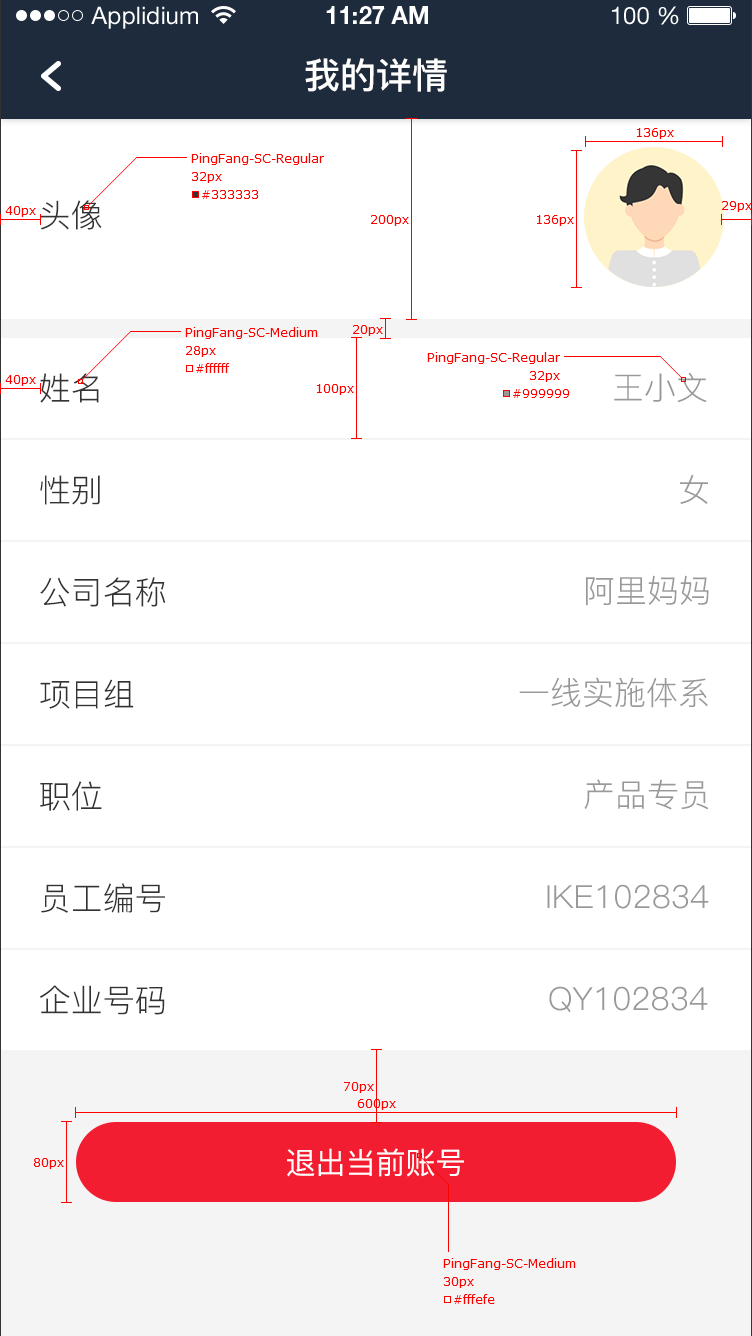 Applidium 11:27 AM 100 %
我的详情
136px
PingFang-SC-Regular
32px
#333333
40px
头像
200px
136px
29px
20px
PingFang-SC-Medium
28px
#ffffff
40px
姓名
100px
PingFang-SC-Regular
32px
#999999
王小文
性别 女
公司名称 阿里妈妈
项目组 一线实施体系
职位 产品专员
员工编号 IKE102834
企业号码 QY102834
70px
600px
80px
退出当前账号
PingFang-SC-Medium
30px
#fffefe